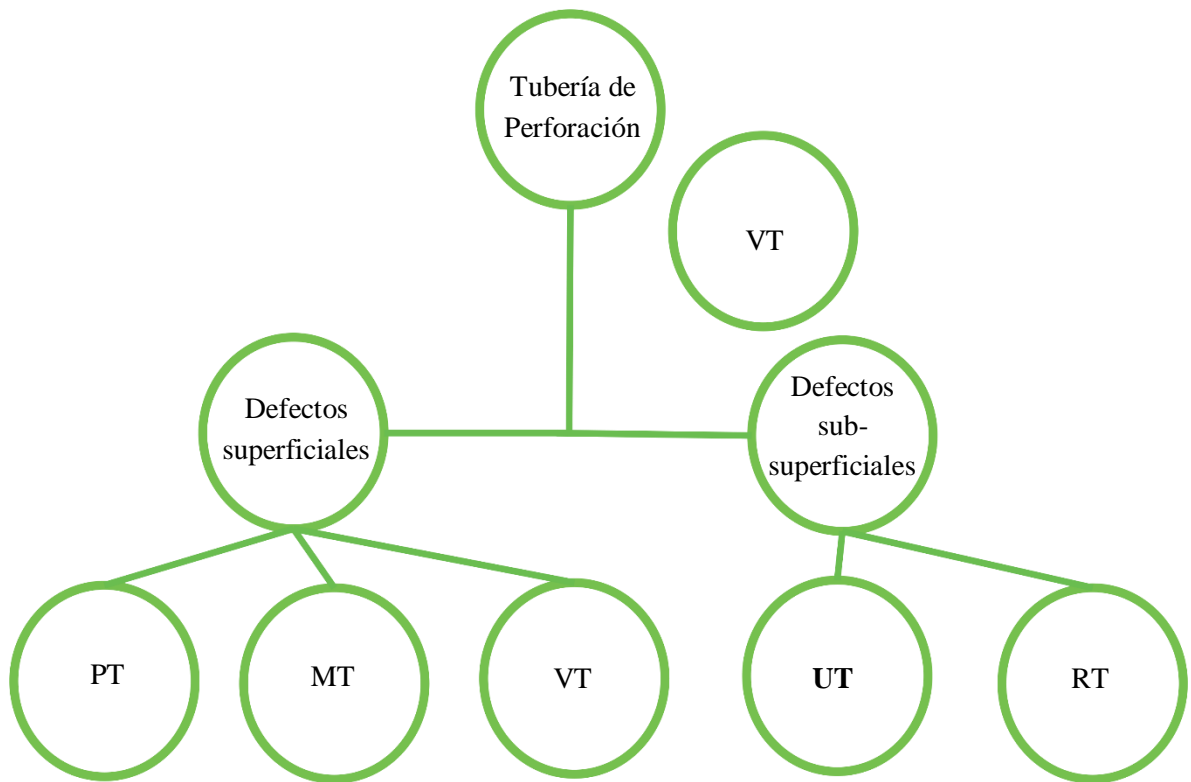 Tubería de
Perforación
VT
Defectos
superficiales
Defectos
sub-
superficiales
PT
MT
VT
UT
RT